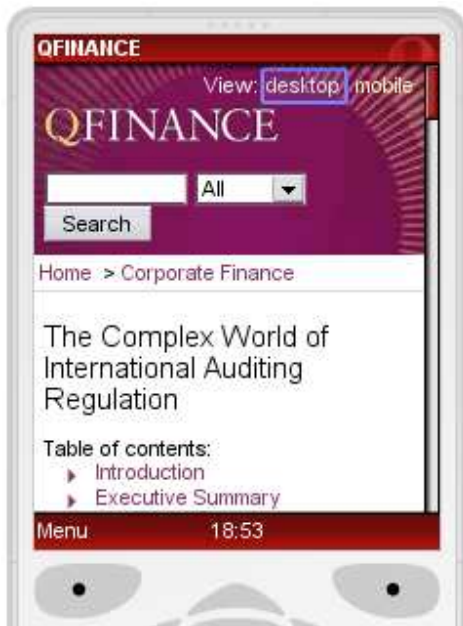 QFINANCE
View: desktop mobile
QFINANCE
All
Search
Home > Corporate Finance
The Complex World of
International Auditing
Regulation
Table of contents:
Introduction
Executive Summary
Menu 18:53